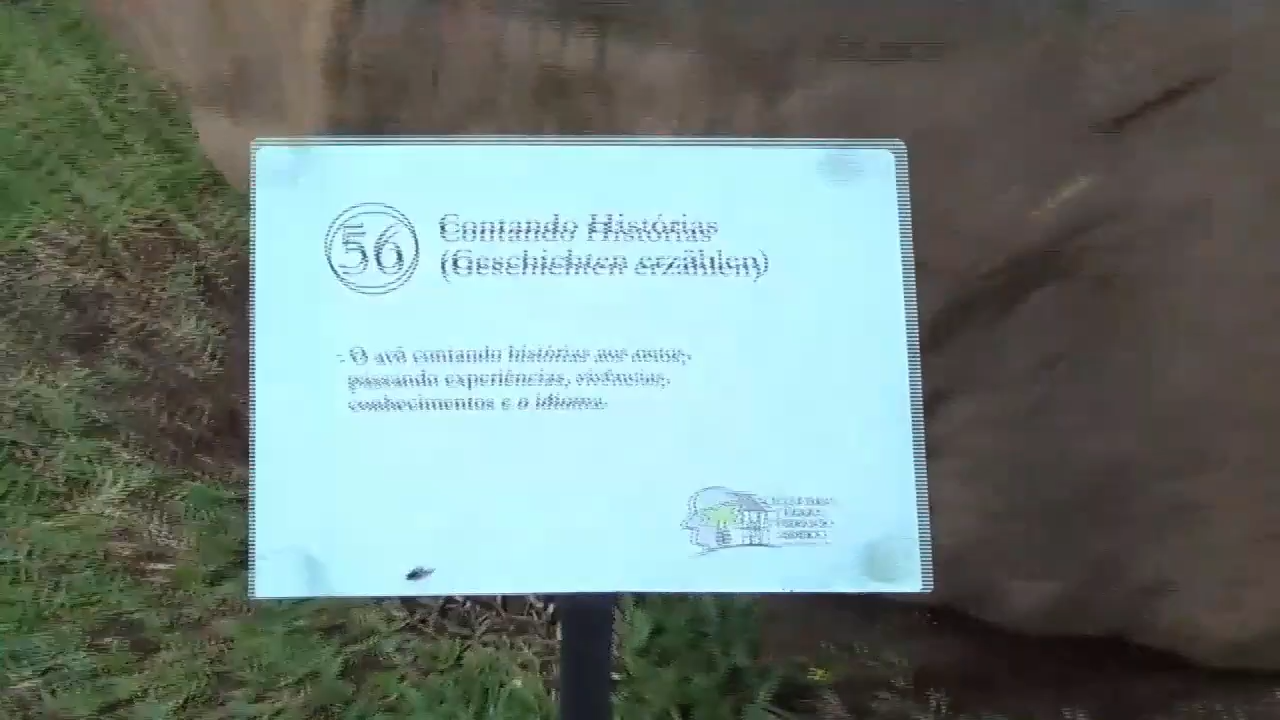 56
Contando Histórias
(Geschichten erzählen)
- O avô contando histórias aos netos,
passando experiências, vivências,
conhecimentos e o idioma.